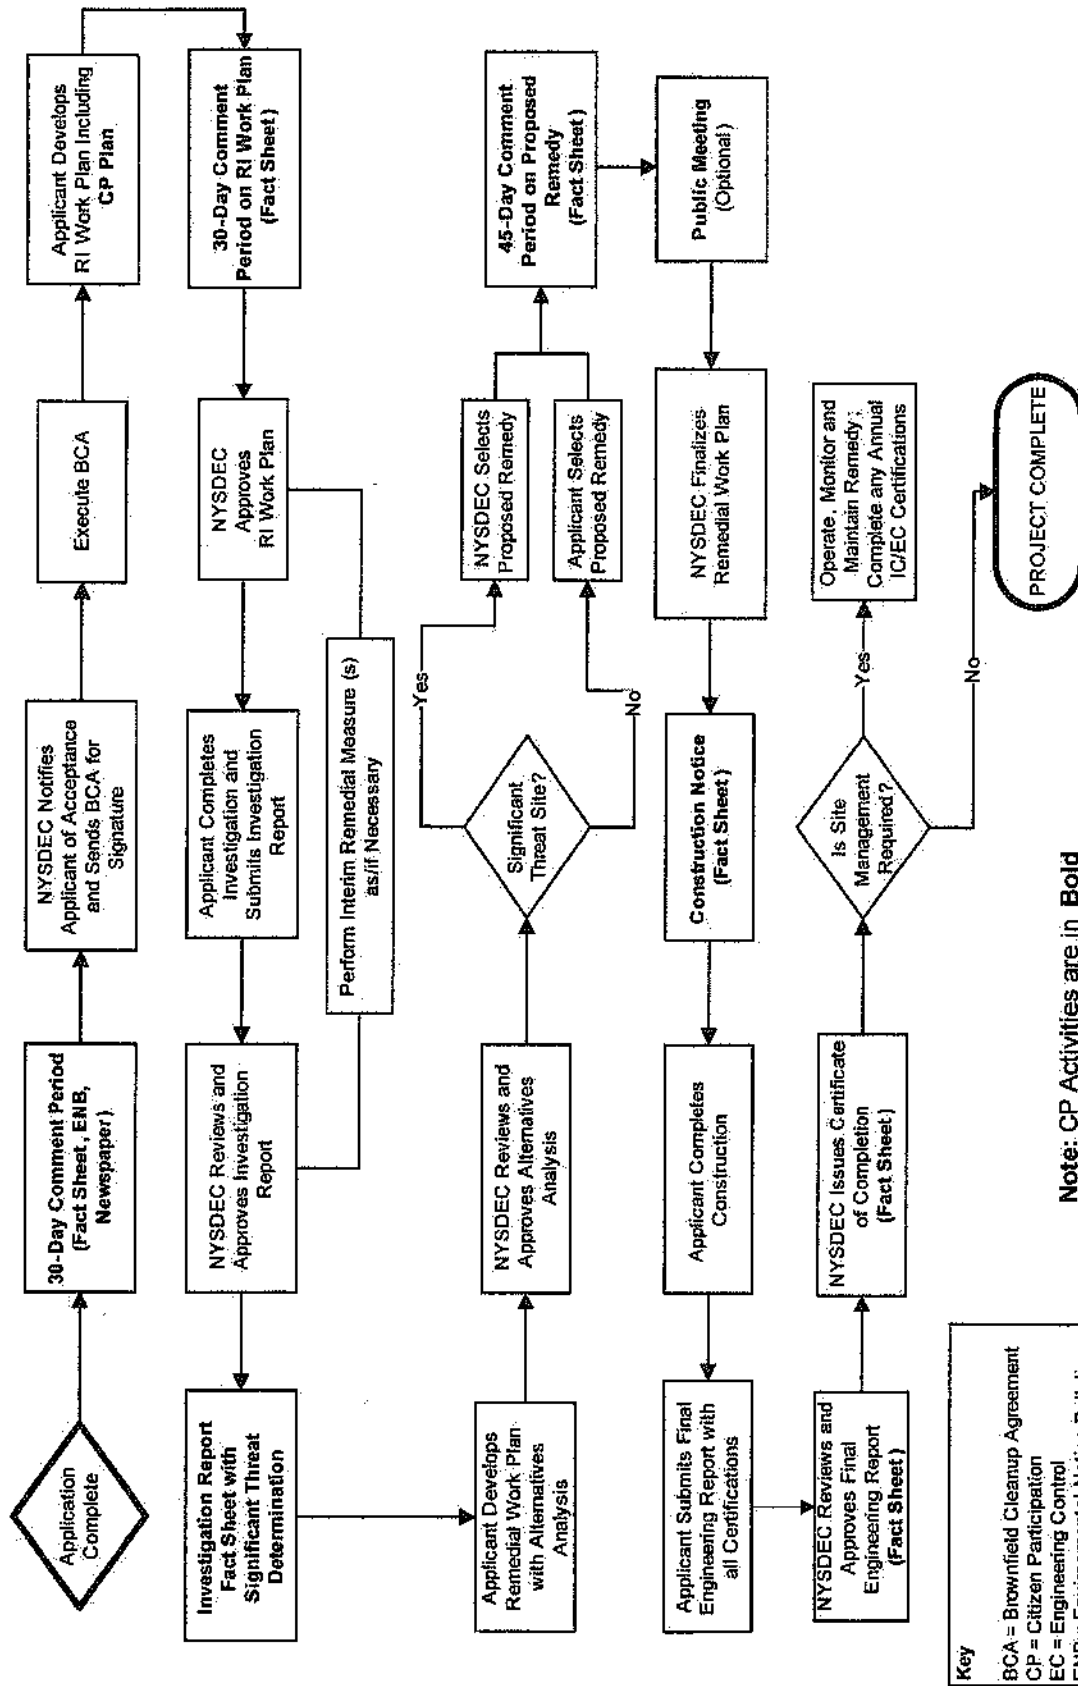 Application
Complete
30-Day Comment Period
(Fact Sheet, ENB,
Newspaper)
NYSDEC Notifies
Applicant of Acceptance
and Sends BCA for
Signature
Execute BCA
Applicant Develops
RI Work Plan Including
CP Plan
30-Day Comment
Period on RI Work Plan
(Fact Sheet)
NYSDEC
Approves
RI Work Plan
Applicant Completes
Investigation and
Submits Investigation
Report
NYSDEC Reviews and
Approves Investigation
Report
Perform Interim Remedial Measure (s)
as/if Necessary
Investigation Report
Fact Sheet with
Significant Threat
Determination
Applicant Develops
Remedial Work Plan
with Alternatives
Analysis
NYSDEC Reviews and
Approves Alternatives
Analysis
Significant
Threat Site?
Yes
No
NYSDEC Selects
Proposed Remedy
Applicant Selects
Proposed Remedy
45-Day Comment
Period on Proposed
Remedy
(Fact Sheet)
Public Meeting
(Optional)
NYSDEC Finalizes
Remedial Work Plan
Construction Notice
(Fact Sheet)
Applicant Completes
Construction
Applicant Submits Final
Engineering Report with
all Certifications
NYSDEC Reviews and
Approves Final
Engineering Report
(Fact Sheet)
NYSDEC Issues Certificate
of Completion
(Fact Sheet)
Is Site
Management
Required?
Yes
No
Operate, Monitor and
Maintain Remedy;
Complete any Annual
IC/EC Certifications
PROJECT COMPLETE
Key
BCA = Brownfield Cleanup Agreement
CP = Citizen Participation
EC = Engineering Control
Note: CP Activities are in Bold